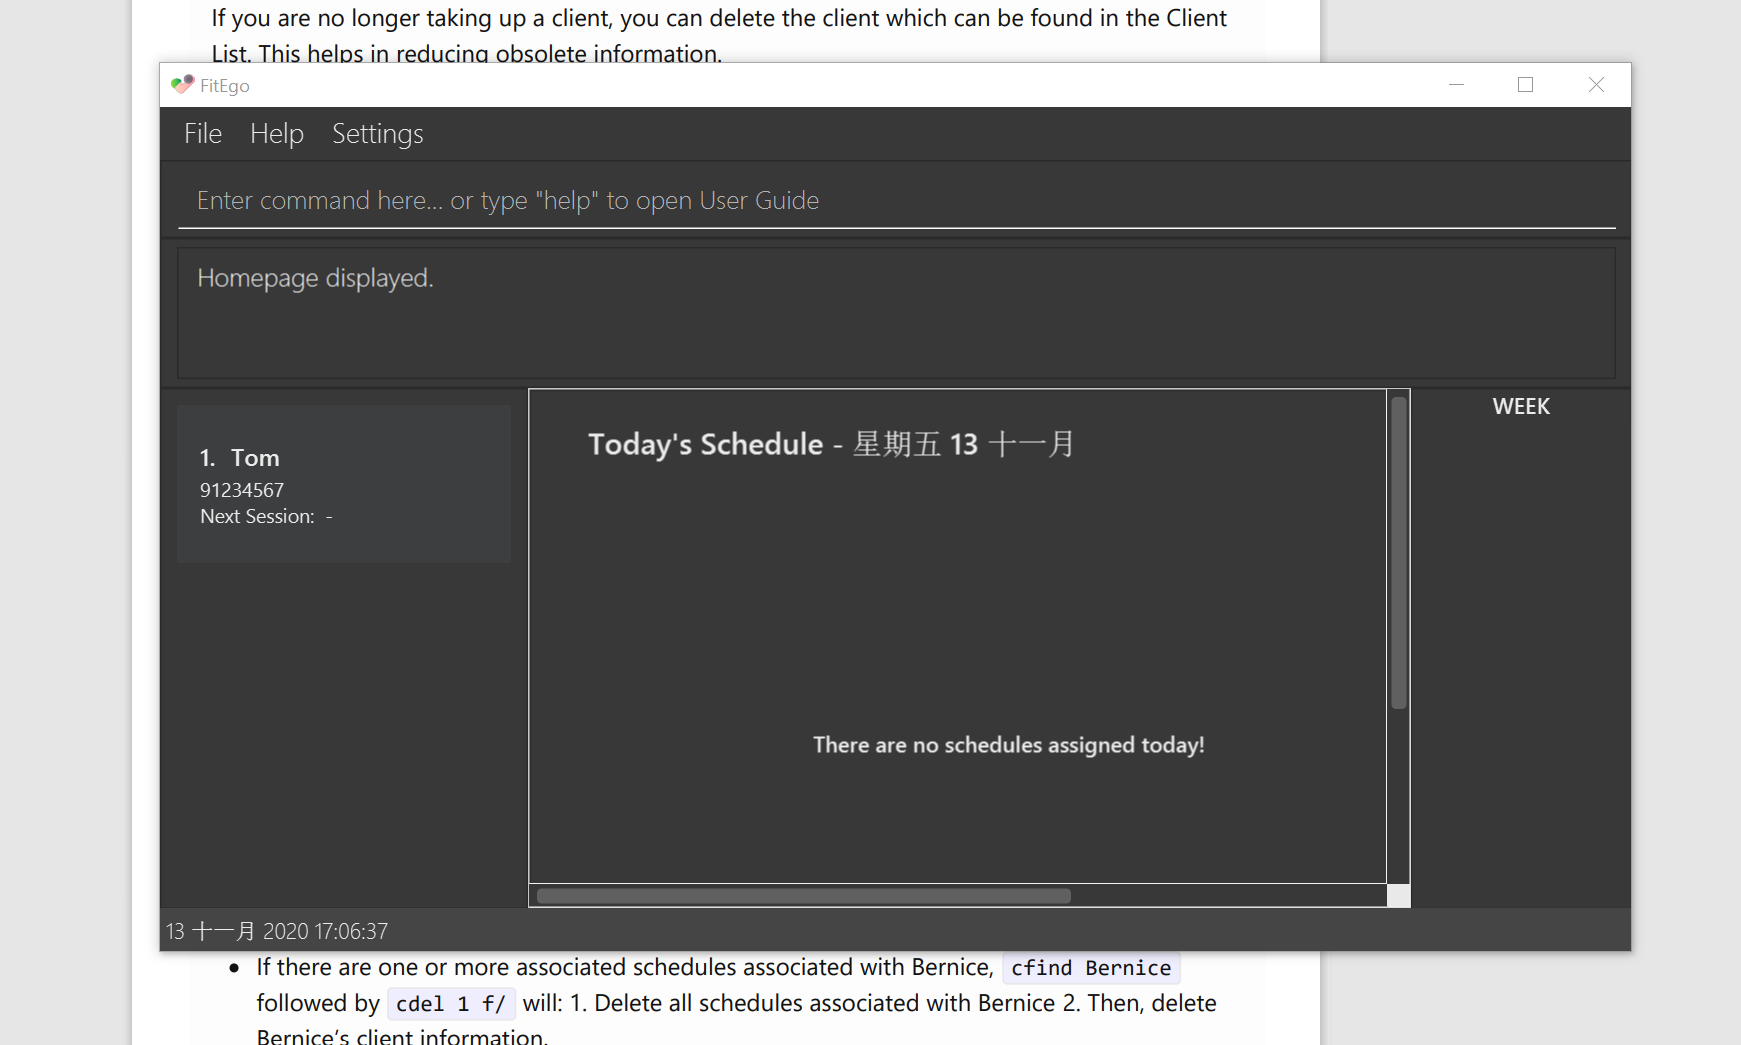 If you are no longer taking up a client, you can delete the client which can be found in the Client
List. This helps in reducing obsolete information.
FitEgo
File Help Settings
Enter command here... or type "help" to open User Guide
Homepage displayed.
1. Tom
91234567
Next Session: -
Today's Schedule - 星期五 13 十一月
There are no schedules assigned today!
WEEK
13 十一月 2020 17:06:37
If there are one or more associated schedules associated with Bernice, cfind Bernice
followed by cdel 1 f/ will: 1. Delete all schedules associated with Bernice 2. Then, delete
Bernice’s client information.